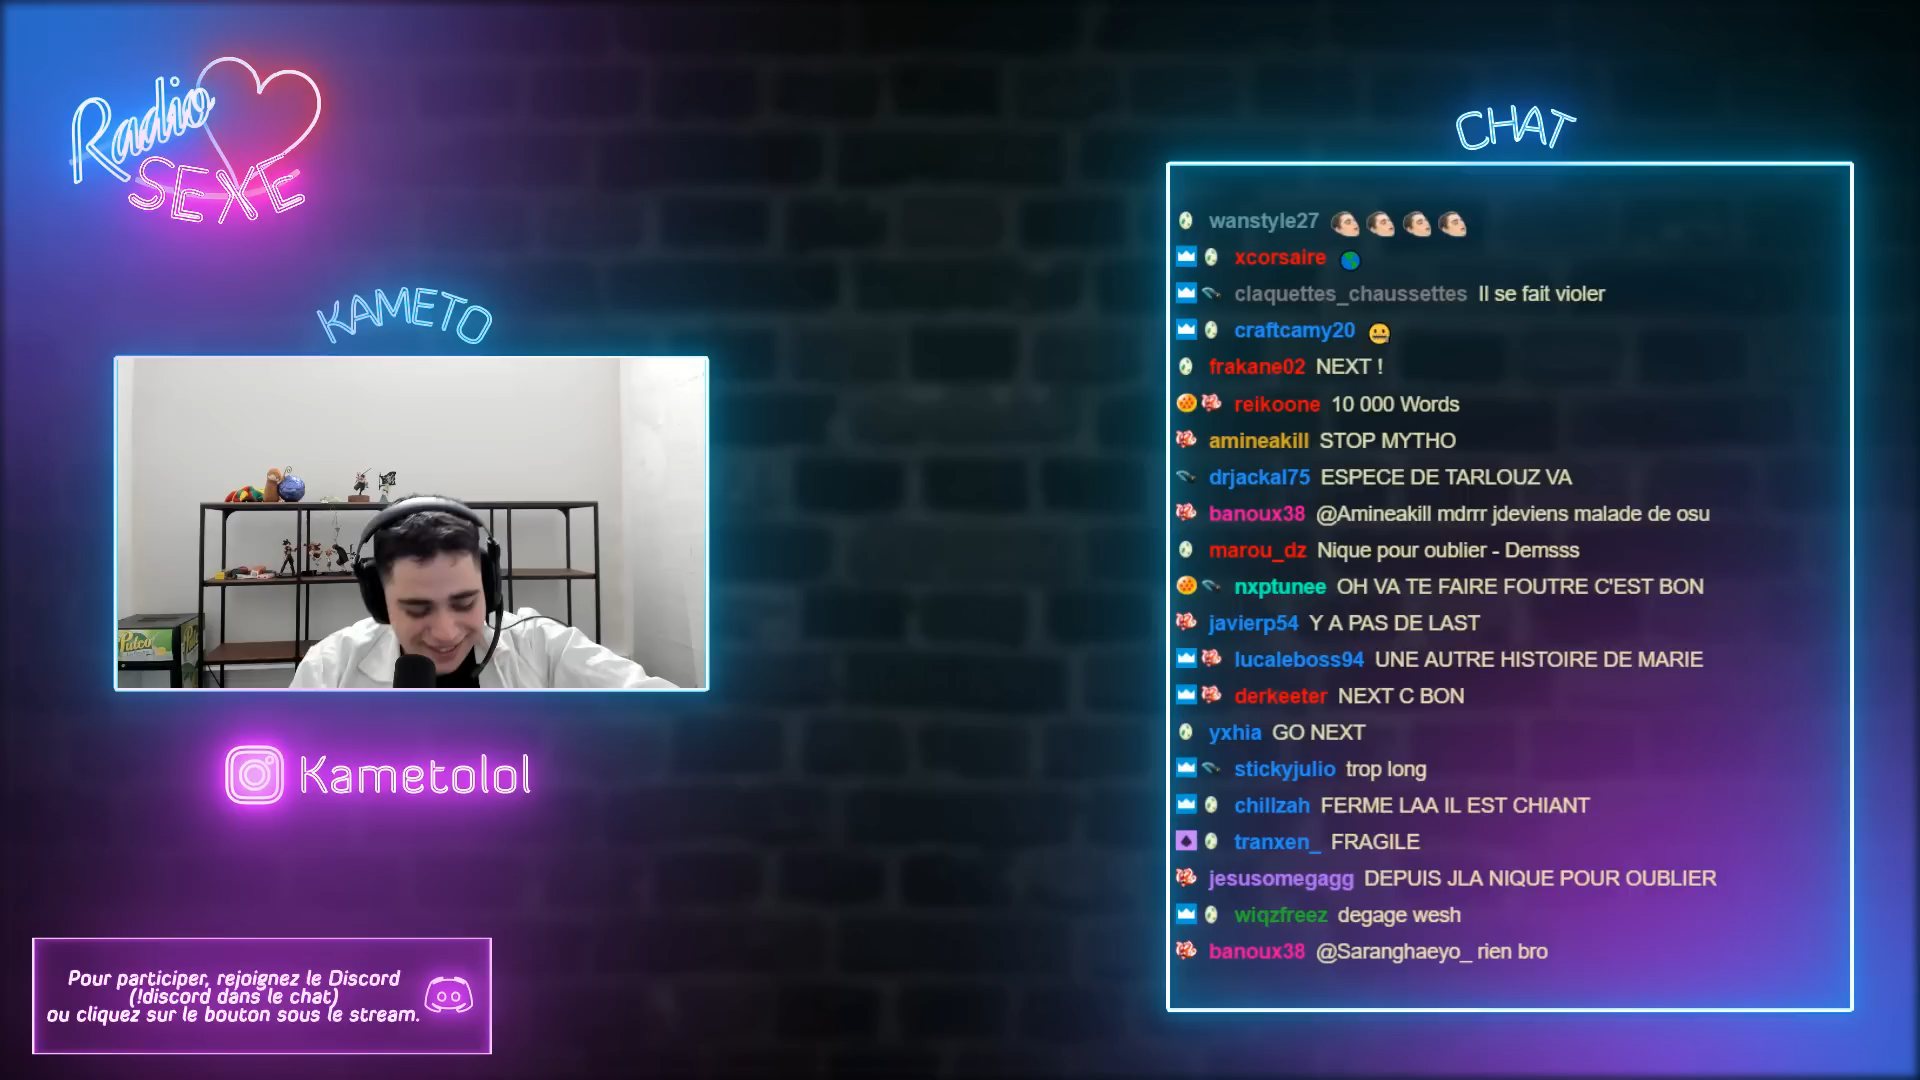 Radio
SEXE
KAMETO
Pulco
Kametolol
Pour participer, rejoignez le Discord
(!discord dans le chat)
ou cliquez sur le bouton sous le stream.
CHAT
wanstyle27
xcorsaire
claquettes_chaussettes Il se fait violer
craftcamy20
frakane02 NEXT !
reikoone 10 000 Words
amineakill STOP MYTHO
drjackal75 ESPECE DE TARLOUZ VA
banoux38 @Amineakill mdrrr jdeviens malade de osu
marou_dz Nique pour oublier - Demsss
nxptunee OH VA TE FAIRE FOUTRE C'EST BON
javierp54 Y A PAS DE LAST
lucaleboss94 UNE AUTRE HISTOIRE DE MARIE
derkeeter NEXT C BON
yxhia GO NEXT
stickyjulio trop long
chillzah FERME LAA IL EST CHIANT
tranxen_ FRAGILE
jesusomegagg DEPUIS JLA NIQUE POUR OUBLIER
wiqzfreez degage wesh
banoux38 @Saranghaeyo_ rien bro